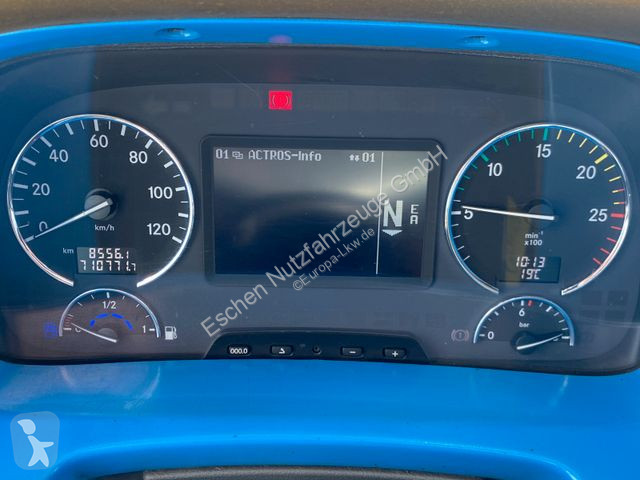 01 ACTROS-Info 01
N E
A
0 20 40 60 80 100 120
km/h
km 8556.1
710771.7
5 10 15 20 25
min⁻¹
x100
10:13
19°C
0 1/2 1
0 6
bar
000.0 - +
Eschen Nutzfahrzeuge GmbH
©Europa-Lkw.de